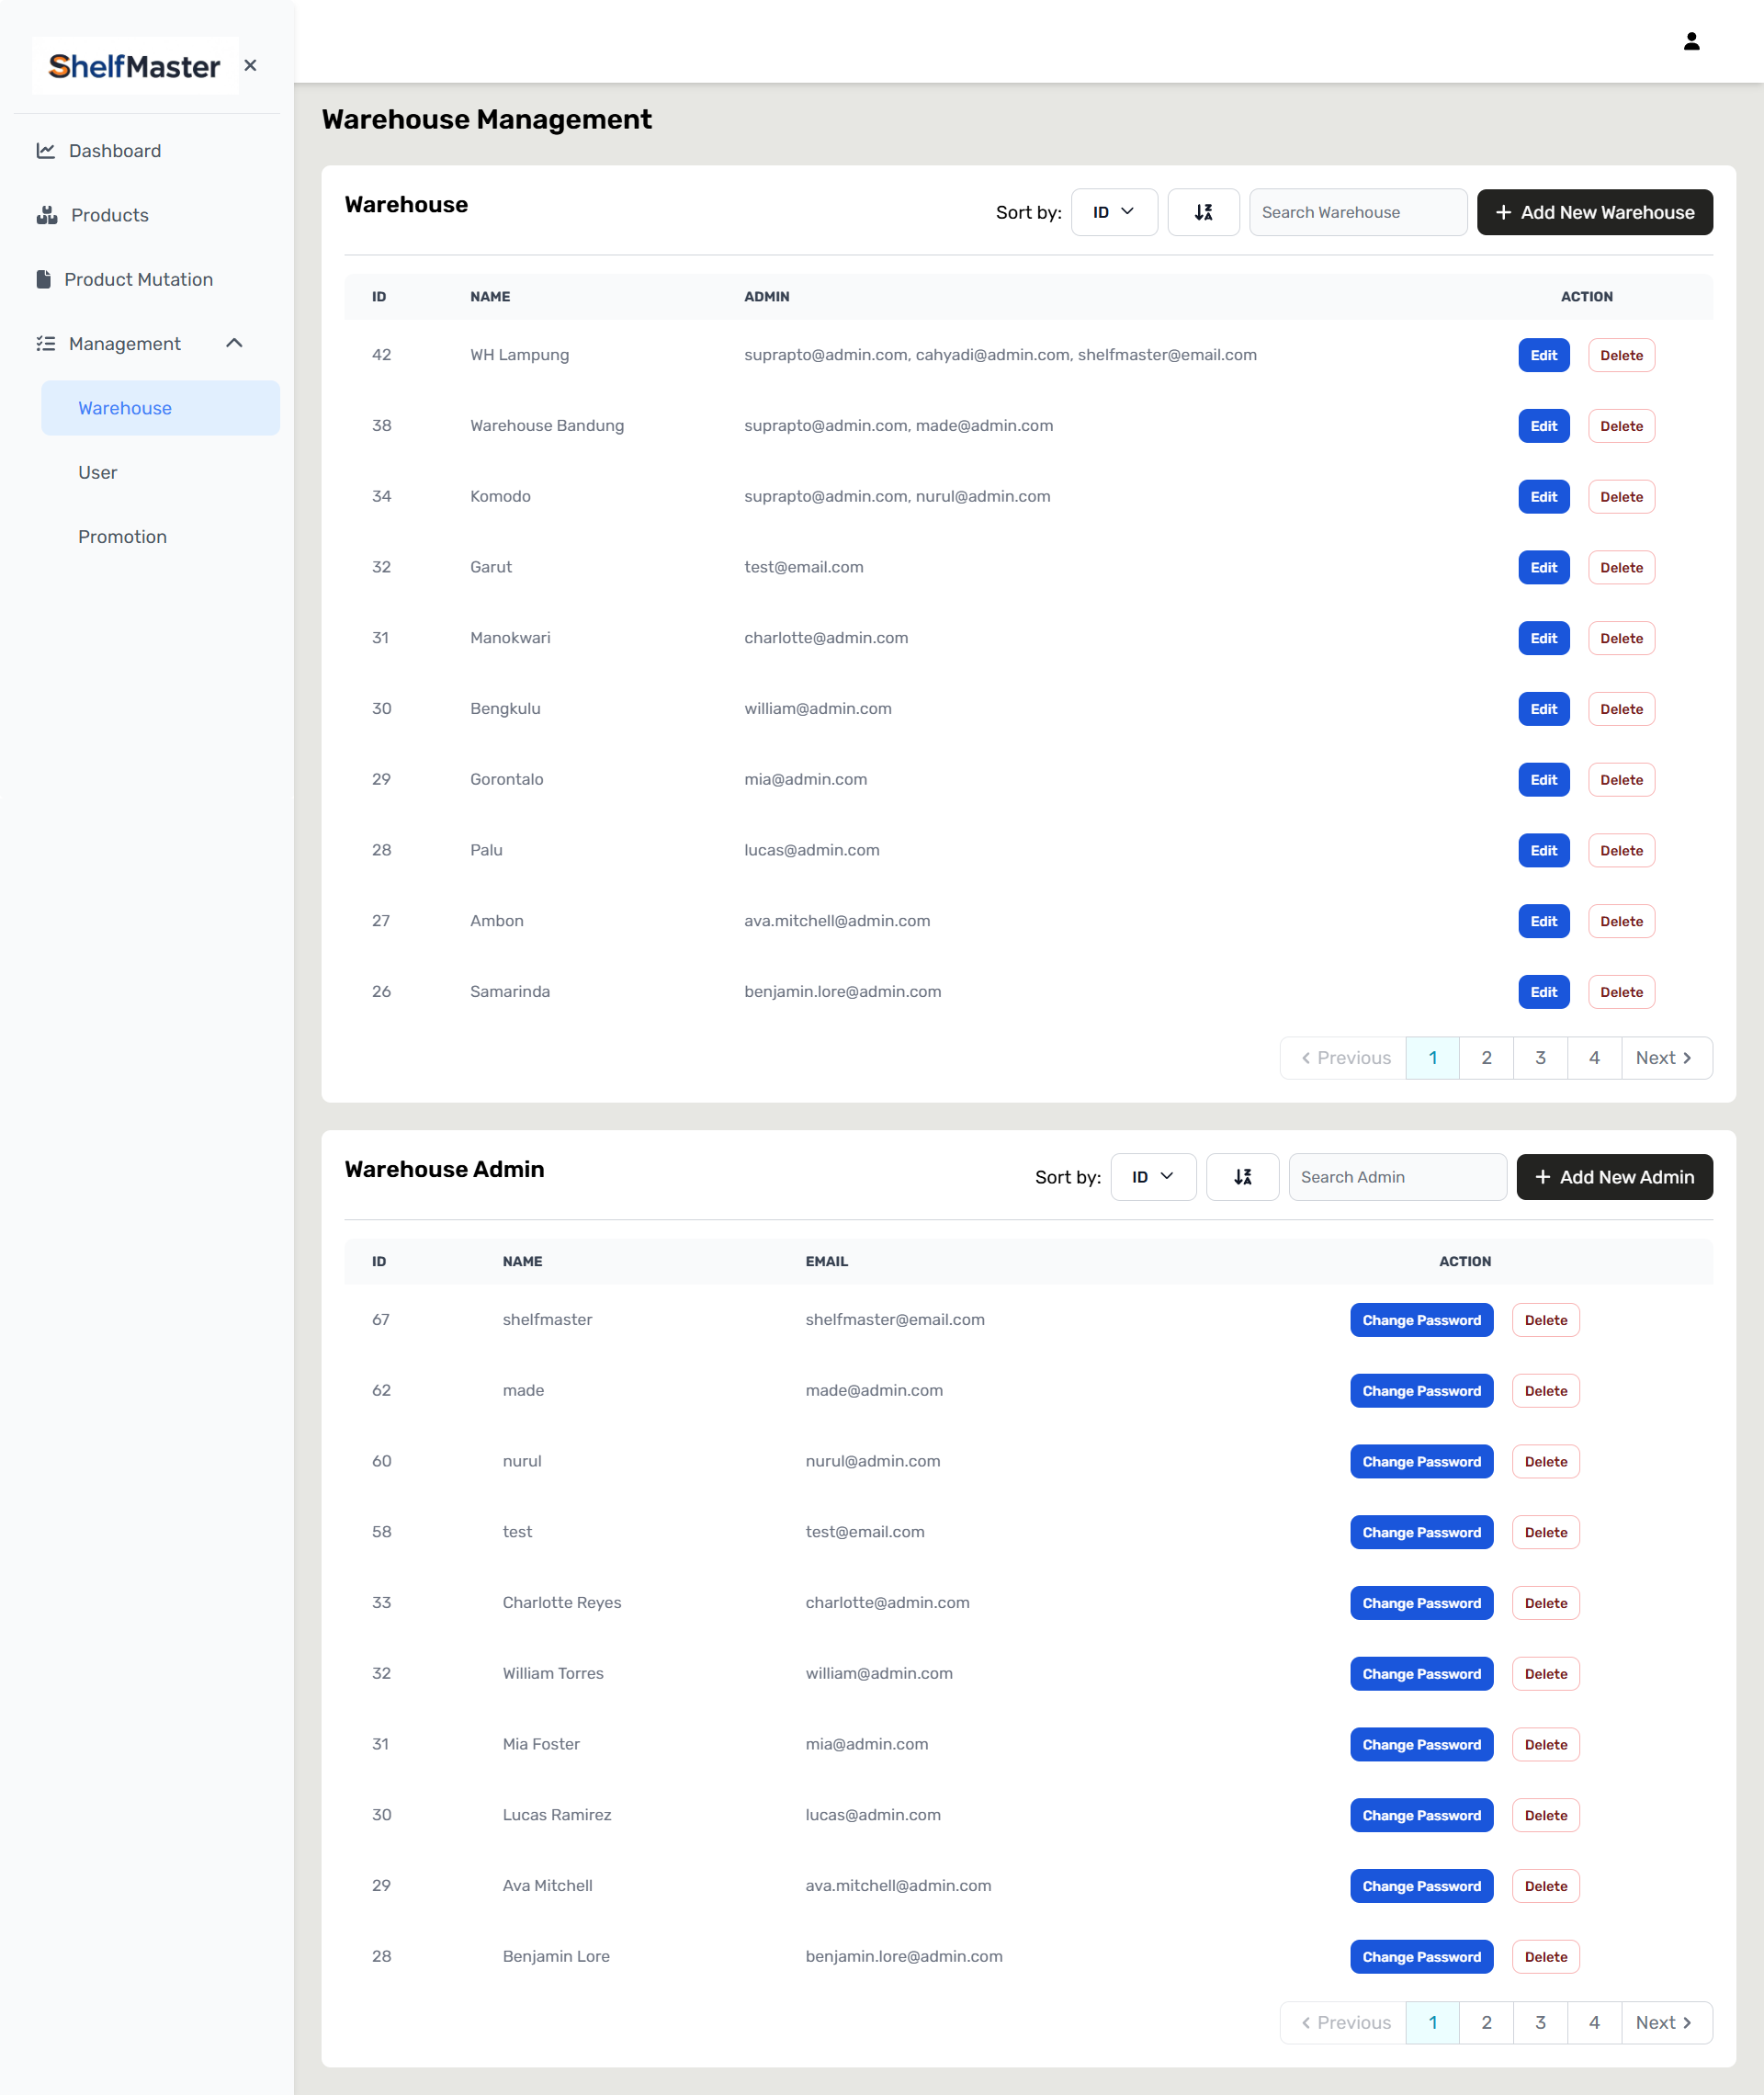 ShelfMaster
Dashboard
Products
Product Mutation
Management
Warehouse
User
Promotion
Warehouse Management
Warehouse
Sort by: ID Search Warehouse + Add New Warehouse
ID NAME ADMIN ACTION
42 WH Lampung suprapto@admin.com, cahyadi@admin.com, shelfmaster@email.com Edit Delete
38 Warehouse Bandung suprapto@admin.com, made@admin.com Edit Delete
34 Komodo suprapto@admin.com, nurul@admin.com Edit Delete
32 Garut test@email.com Edit Delete
31 Manokwari charlotte@admin.com Edit Delete
30 Bengkulu william@admin.com Edit Delete
29 Gorontalo mia@admin.com Edit Delete
28 Palu lucas@admin.com Edit Delete
27 Ambon ava.mitchell@admin.com Edit Delete
26 Samarinda benjamin.lore@admin.com Edit Delete
Previous 1 2 3 4 Next
Warehouse Admin
Sort by: ID Search Admin + Add New Admin
ID NAME EMAIL ACTION
67 shelfmaster shelfmaster@email.com Change Password Delete
62 made made@admin.com Change Password Delete
60 nurul nurul@admin.com Change Password Delete
58 test test@email.com Change Password Delete
33 Charlotte Reyes charlotte@admin.com Change Password Delete
32 William Torres william@admin.com Change Password Delete
31 Mia Foster mia@admin.com Change Password Delete
30 Lucas Ramirez lucas@admin.com Change Password Delete
29 Ava Mitchell ava.mitchell@admin.com Change Password Delete
28 Benjamin Lore benjamin.lore@admin.com Change Password Delete
Previous 1 2 3 4 Next